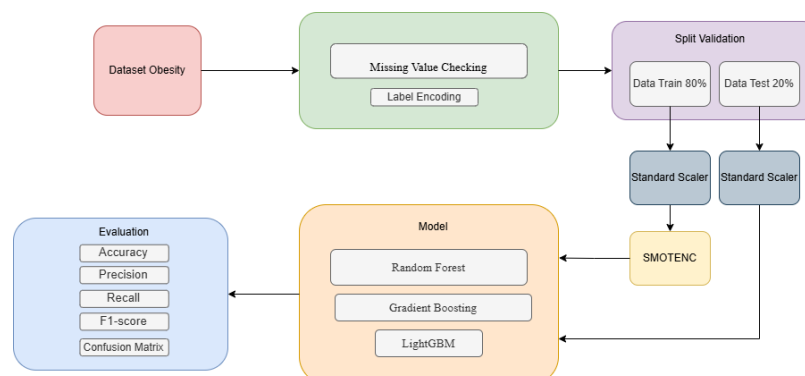 Dataset Obesity
Missing Value Checking
Label Encoding
Split Validation
Data Train 80%
Data Test 20%
Standard Scaler
Standard Scaler
SMOTENC
Model
Random Forest
Gradient Boosting
LightGBM
Evaluation
Accuracy
Precision
Recall
F1-score
Confusion Matrix